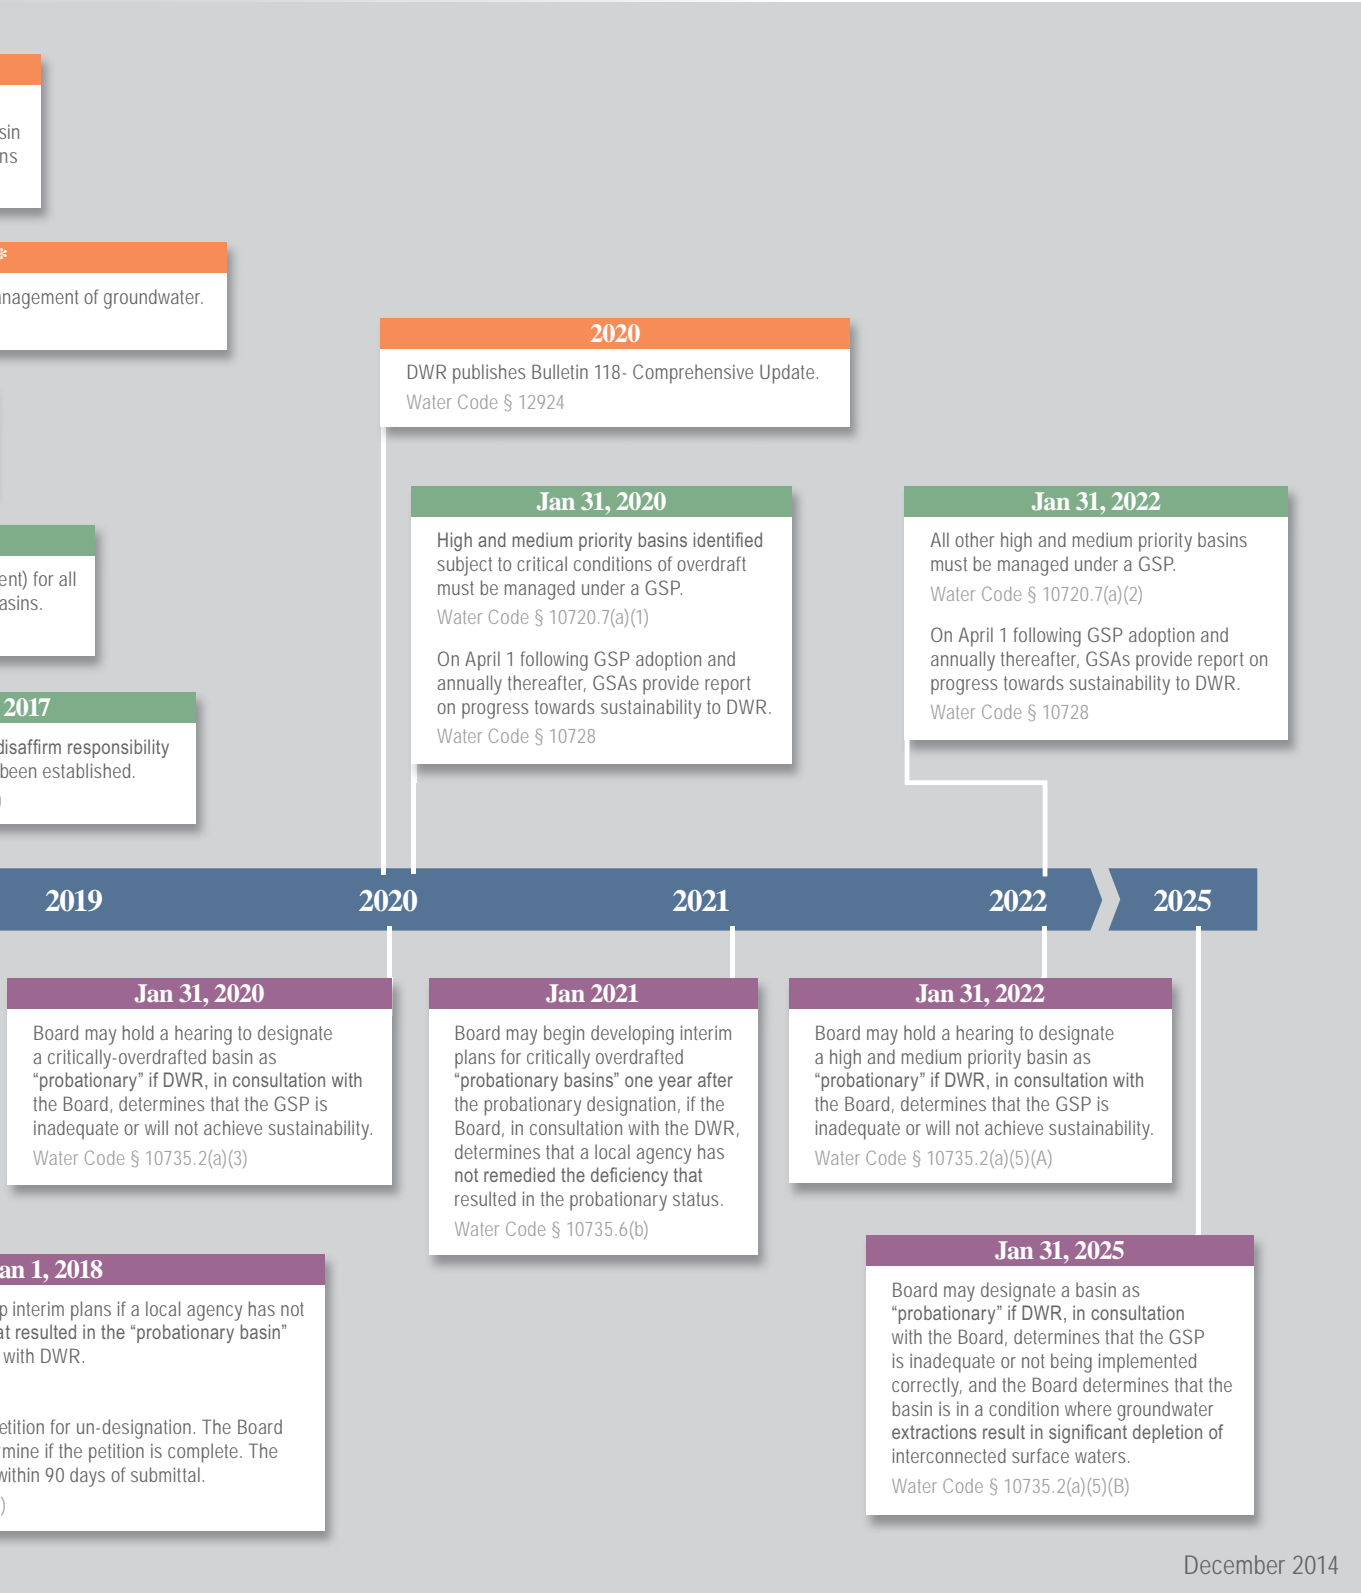 ns
*
management of groundwater.
2020
DWR publishes Bulletin 118- Comprehensive Update.
Water Code § 12924
Jan 31, 2020
High and medium priority basins identified
subject to critical conditions of overdraft
must be managed under a GSP.
Water Code § 10720.7(a)(1)
On April 1 following GSP adoption and
annually thereafter, GSAs provide report
on progress towards sustainability to DWR.
Water Code § 10728
Jan 31, 2022
All other high and medium priority basins
must be managed under a GSP.
Water Code § 10720.7(a)(2)
On April 1 following GSP adoption and
annually thereafter, GSAs provide report on
progress towards sustainability to DWR.
Water Code § 10728
ent) for all
asins.
2017
disaffirm responsibility
been established.
)
2019 2020 2021 2022 2025
Jan 31, 2020
Board may hold a hearing to designate
a critically-overdrafted basin as
“probationary” if DWR, in consultation with
the Board, determines that the GSP is
inadequate or will not achieve sustainability.
Water Code § 10735.2(a)(3)
Jan 2021
Board may begin developing interim
plans for critically overdrafted
“probationary basins” one year after
the probationary designation, if the
Board, in consultation with the DWR,
determines that a local agency has
not remedied the deficiency that
resulted in the probationary status.
Water Code § 10735.6(b)
Jan 31, 2022
Board may hold a hearing to designate
a high and medium priority basin as
“probationary” if DWR, in consultation with
the Board, determines that the GSP is
inadequate or will not achieve sustainability.
Water Code § 10735.2(a)(5)(A)
an 1, 2018
p interim plans if a local agency has not
at resulted in the “probationary basin”
with DWR.
etition for un-designation. The Board
rmine if the petition is complete. The
within 90 days of submittal.
)
Jan 31, 2025
Board may designate a basin as
“probationary” if DWR, in consultation
with the Board, determines that the GSP
is inadequate or not being implemented
correctly, and the Board determines that the
basin is in a condition where groundwater
extractions result in significant depletion of
interconnected surface waters.
Water Code § 10735.2(a)(5)(B)
December 2014